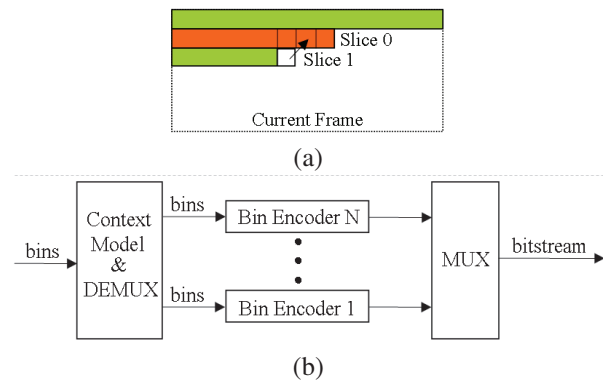 Slice 0
Slice 1
Current Frame
(a)
bins
Context
Model
&
DEMUX
bins
Bin Encoder N
bins
Bin Encoder 1
MUX
bitstream
(b)